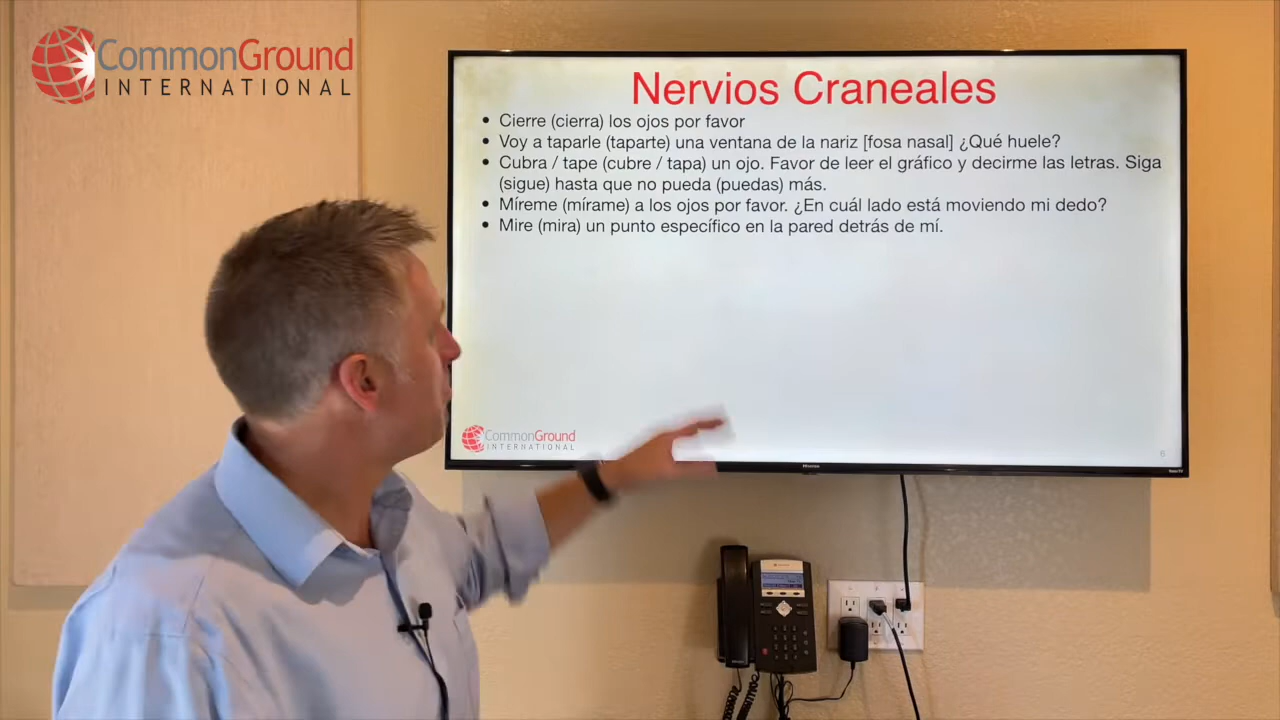 CommonGround
INTERNATIONAL
Nervios Craneales
• Cierre (cierra) los ojos por favor
• Voy a taparle (taparte) una ventana de la nariz [fosa nasal] ¿Qué huele?
• Cubra / tape (cubre / tapa) un ojo. Favor de leer el gráfico y decirme las letras. Siga
(sigue) hasta que no pueda (puedas) más.
• Míreme (mírame) a los ojos por favor. ¿En cuál lado está moviendo mi dedo?
• Mire (mira) un punto específico en la pared detrás de mí.
CommonGround
INTERNATIONAL
6
Hisense